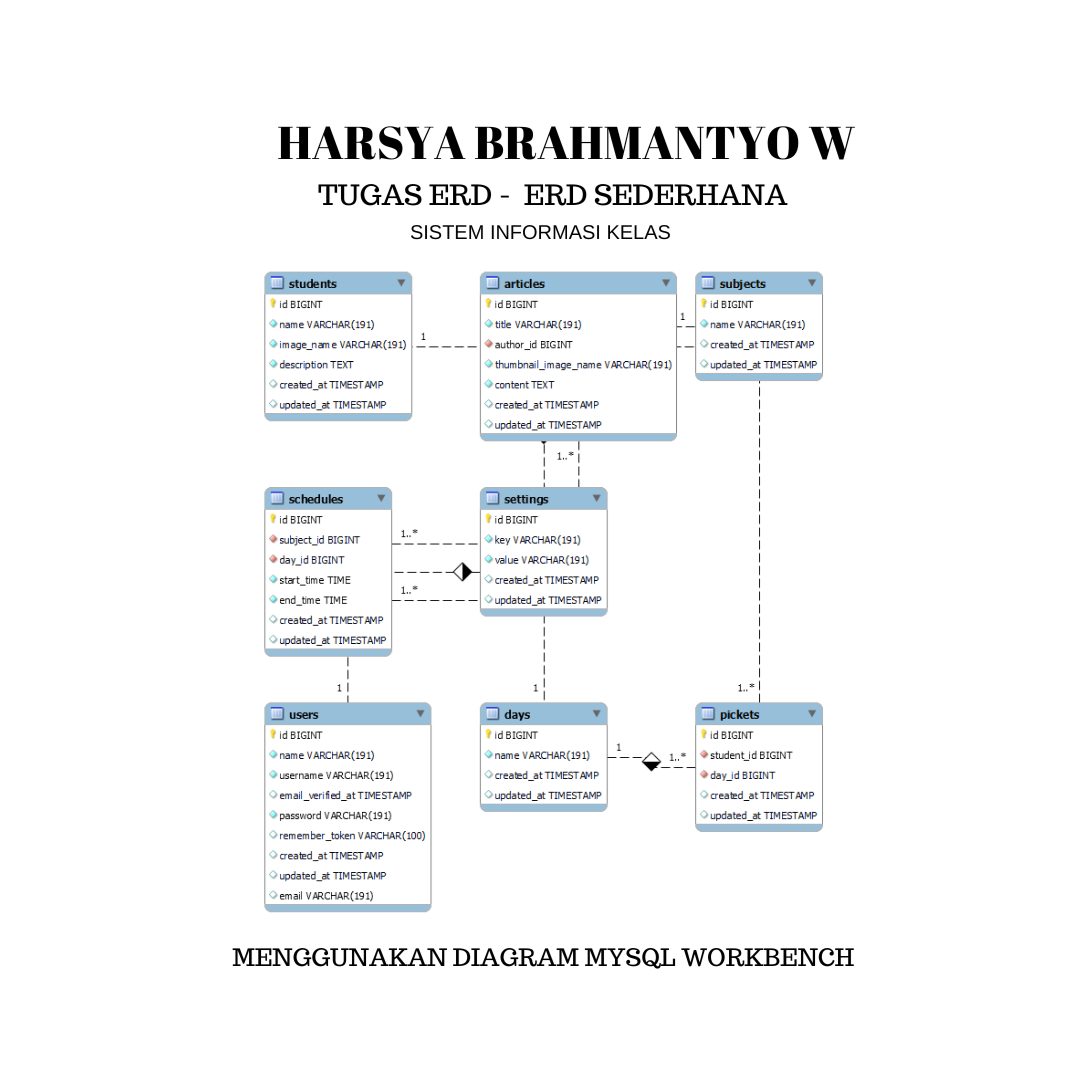 HARSYA BRAHMANTYO W
TUGAS ERD - ERD SEDERHANA
SISTEM INFORMASI KELAS
students
id BIGINT
name VARCHAR(191)
image_name VARCHAR(191)
description TEXT
created_at TIMESTAMP
updated_at TIMESTAMP
1
articles
id BIGINT
title VARCHAR(191)
author_id BIGINT
thumbnail_image_name VARCHAR(191)
content TEXT
created_at TIMESTAMP
updated_at TIMESTAMP
1
subjects
id BIGINT
name VARCHAR(191)
created_at TIMESTAMP
updated_at TIMESTAMP
1..*
schedules
id BIGINT
subject_id BIGINT
day_id BIGINT
start_time TIME
end_time TIME
created_at TIMESTAMP
updated_at TIMESTAMP
1..*
1..*
settings
id BIGINT
key VARCHAR(191)
value VARCHAR(191)
created_at TIMESTAMP
updated_at TIMESTAMP
1
1
1..*
users
id BIGINT
name VARCHAR(191)
username VARCHAR(191)
email_verified_at TIMESTAMP
password VARCHAR(191)
remember_token VARCHAR(100)
created_at TIMESTAMP
updated_at TIMESTAMP
email VARCHAR(191)
days
id BIGINT
name VARCHAR(191)
created_at TIMESTAMP
updated_at TIMESTAMP
1
1..*
pickets
id BIGINT
student_id BIGINT
day_id BIGINT
created_at TIMESTAMP
updated_at TIMESTAMP
MENGGUNAKAN DIAGRAM MYSQL WORKBENCH